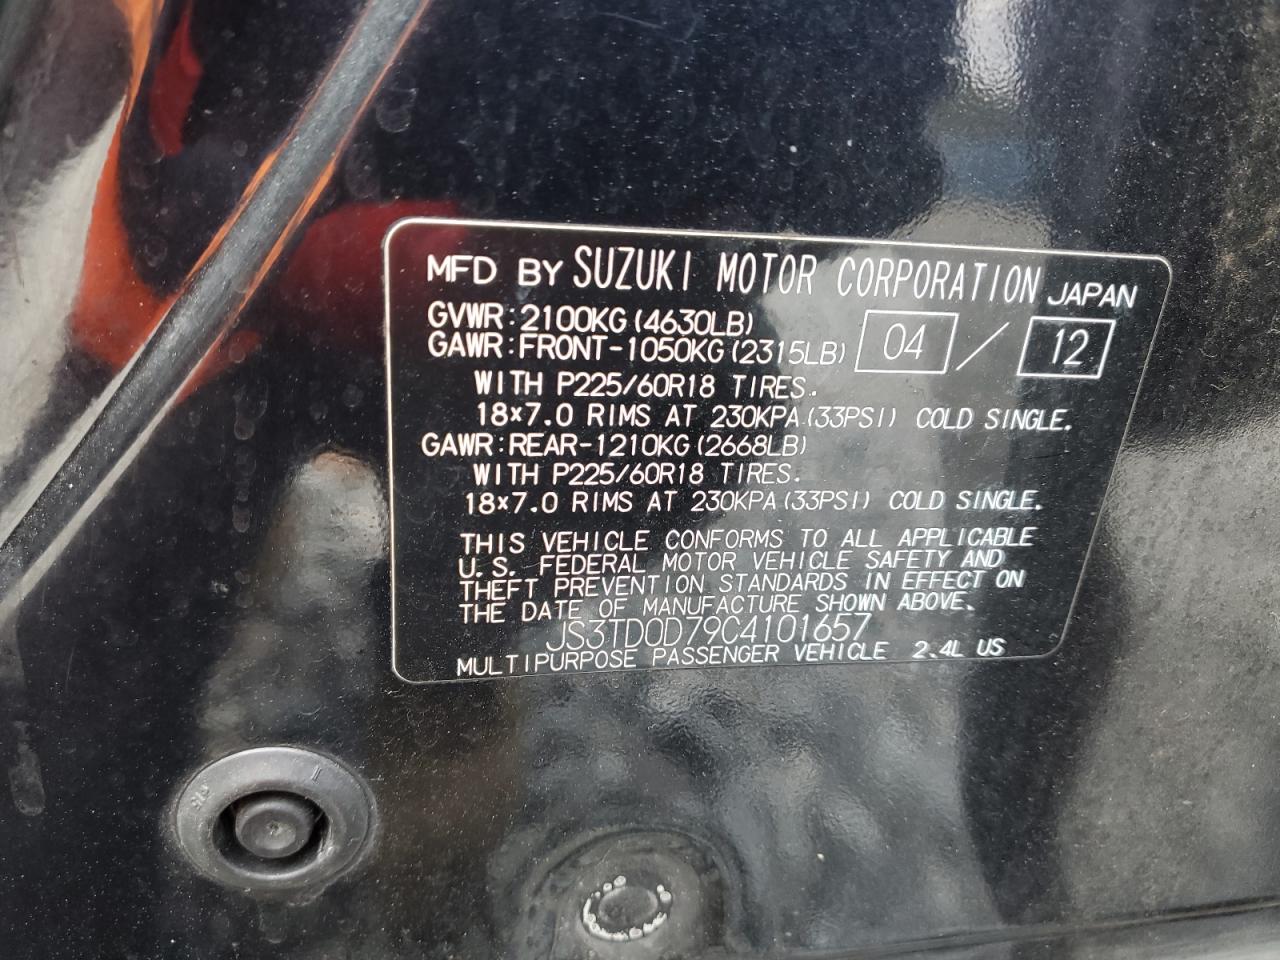 MFD BY SUZUKI MOTOR CORPORATION JAPAN
GVWR:2100KG(4630LB)
GAWR:FRONT-1050KG(2315LB) 04 / 12
WITH P225/60R18 TIRES.
18×7.0 RIMS AT 230KPA(33PSI) COLD SINGLE.
GAWR:REAR-1210KG(2668LB)
WITH P225/60R18 TIRES.
18×7.0 RIMS AT 230KPA(33PSI) COLD SINGLE.
THIS VEHICLE CONFORMS TO ALL APPLICABLE
U.S. FEDERAL MOTOR VEHICLE SAFETY AND
THEFT PREVENTION STANDARDS IN EFFECT ON
THE DATE OF MANUFACTURE SHOWN ABOVE.
JS3TD0D79C4101657
MULTIPURPOSE PASSENGER VEHICLE 2.4L US